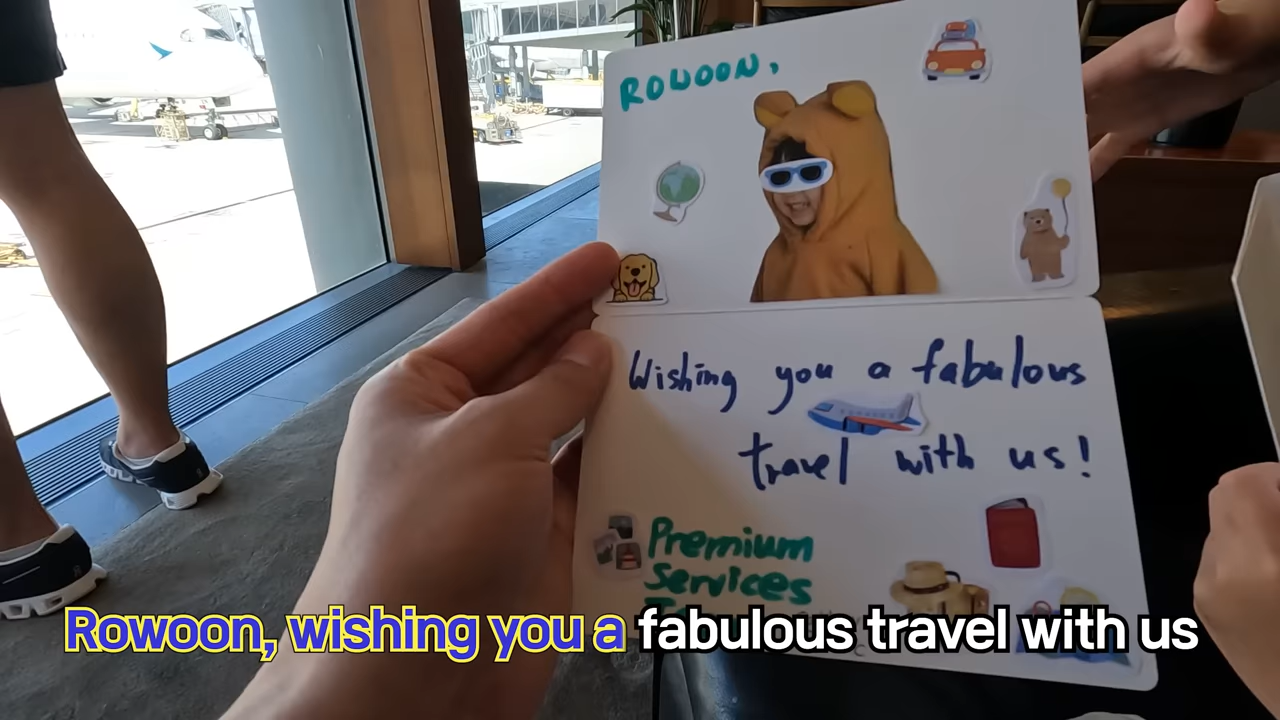 ROWOON,
Wishing you a fabulous
travel with us!
Premium
Services
Rowoon, wishing you a fabulous travel with us